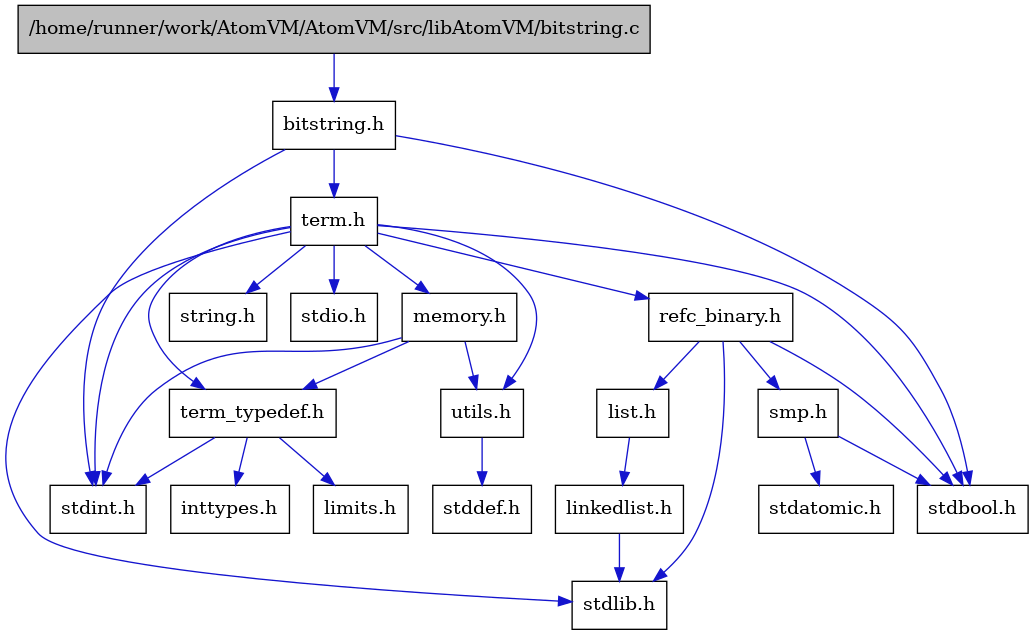 /home/runner/work/AtomVM/AtomVM/src/libAtomVM/bitstring.c
bitstring.h
term.h
string.h
stdio.h
memory.h
refc_binary.h
term_typedef.h
utils.h
list.h
smp.h
stdint.h
inttypes.h
limits.h
stddef.h
linkedlist.h
stdatomic.h
stdbool.h
stdlib.h